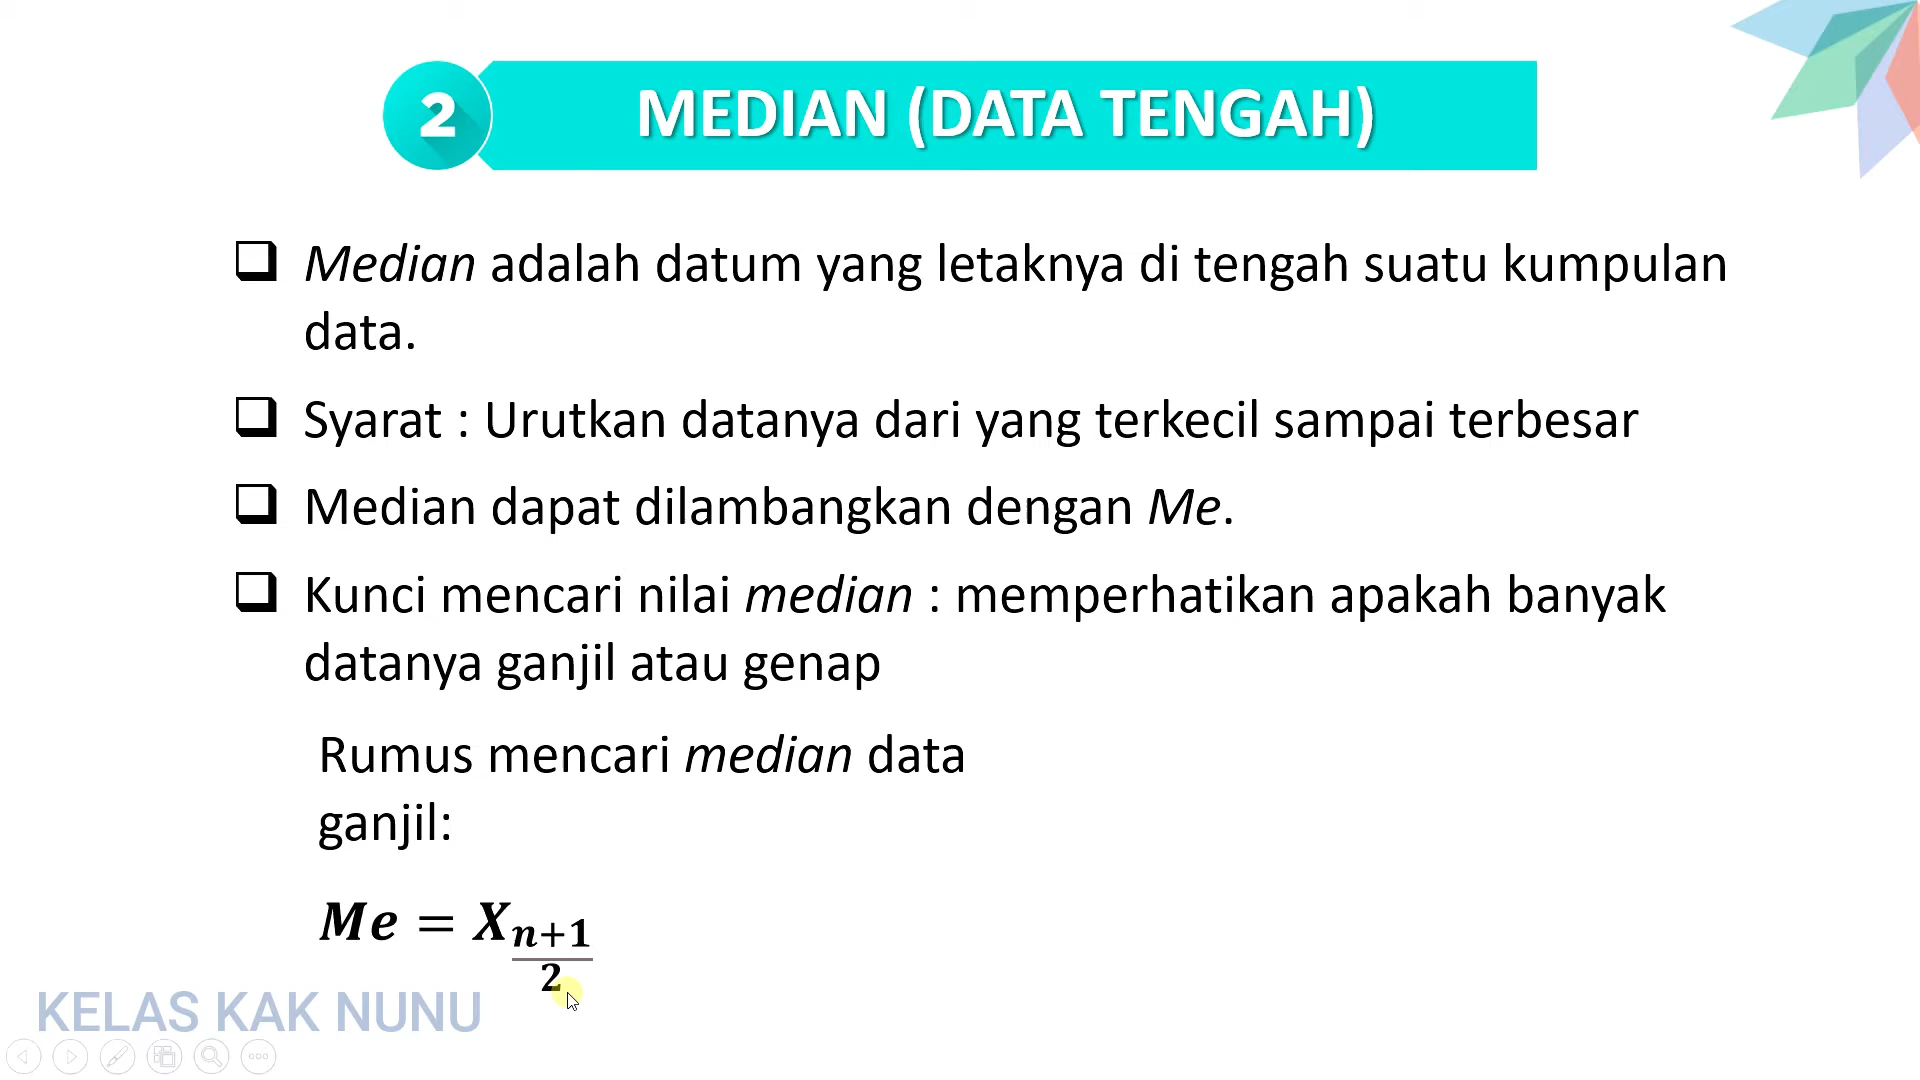 2
MEDIAN (DATA TENGAH)
❑ Median adalah datum yang letaknya di tengah suatu kumpulan
data.
❑ Syarat : Urutkan datanya dari yang terkecil sampai terbesar
❑ Median dapat dilambangkan dengan Me.
❑ Kunci mencari nilai median : memperhatikan apakah banyak
datanya ganjil atau genap
Rumus mencari median data
ganjil:
Me = X_{\frac{n+1}{2}}
KELAS KAK NUNU